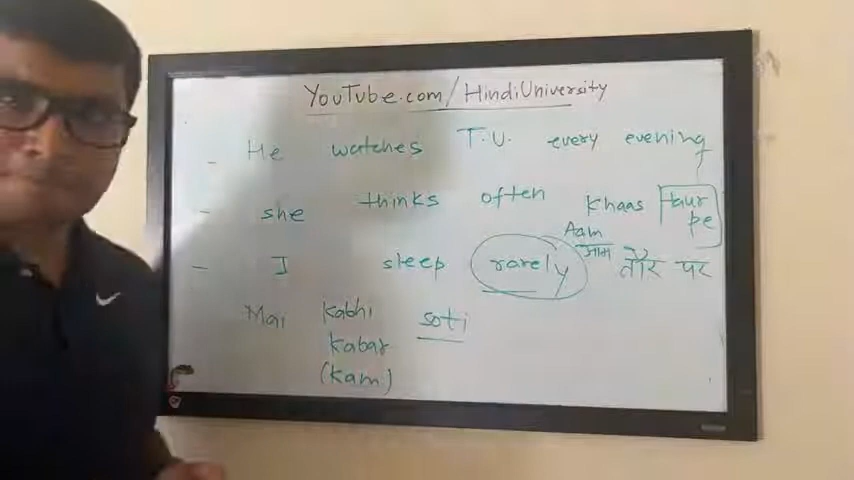 YouTube.com/HindiUniversity
- He watches T.V. every evening
- she thinks often Khaas Taur pe
Aam
आम
- I sleep rarely तौर पर
Mai kabhi soti
kabar
(kam)